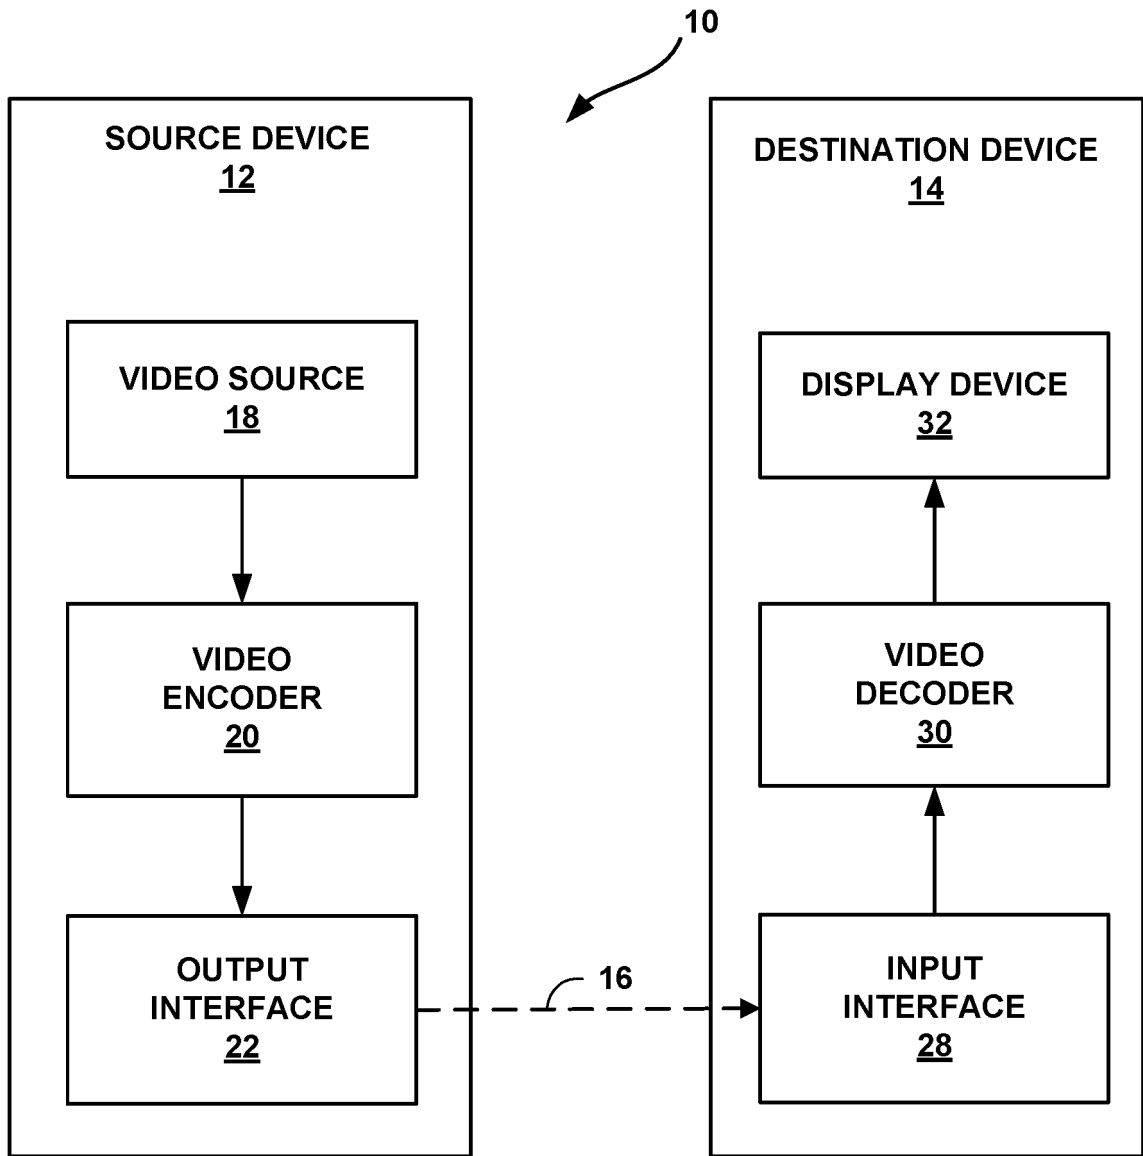 10
SOURCE DEVICE
12
VIDEO SOURCE
18
VIDEO
ENCODER
20
OUTPUT
INTERFACE
22
16
DESTINATION DEVICE
14
DISPLAY DEVICE
32
VIDEO
DECODER
30
INPUT
INTERFACE
28